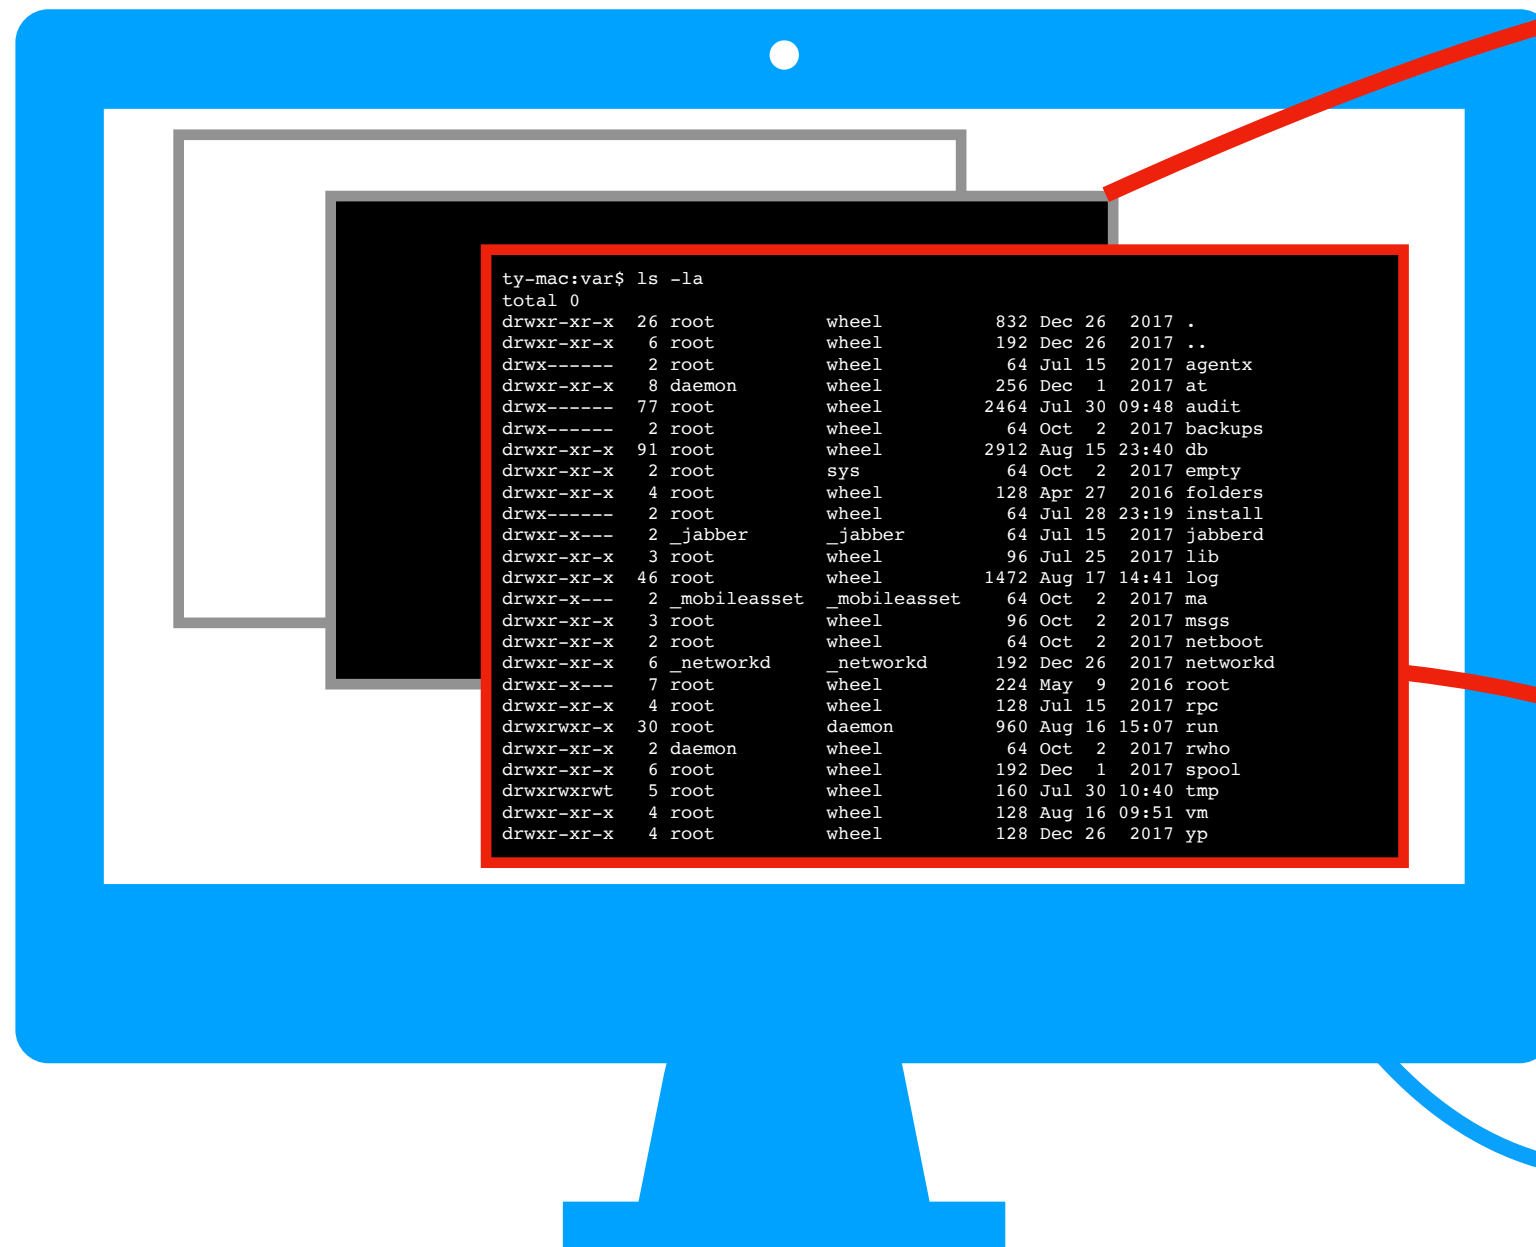 ty-mac:var$ ls -la
total 0
drwxr-xr-x  26 root          wheel          832 Dec 26  2017 .
drwxr-xr-x   6 root          wheel          192 Dec 26  2017 ..
drwx------   2 root          wheel           64 Jul 15  2017 agentx
drwxr-xr-x   8 daemon        wheel          256 Dec  1  2017 at
drwx------  77 root          wheel         2464 Jul 30 09:48 audit
drwx------   2 root          wheel           64 Oct  2  2017 backups
drwxr-xr-x  91 root          wheel         2912 Aug 15 23:40 db
drwxr-xr-x   2 root          sys             64 Oct  2  2017 empty
drwxr-xr-x   4 root          wheel          128 Apr 27  2016 folders
drwx------   2 root          wheel           64 Jul 28 23:19 install
drwxr-x---   2 _jabber       _jabber         64 Jul 15  2017 jabberd
drwxr-xr-x   3 root          wheel           96 Jul 25  2017 lib
drwxr-xr-x  46 root          wheel         1472 Aug 17 14:41 log
drwxr-x---   2 _mobileasset  _mobileasset    64 Oct  2  2017 ma
drwxr-xr-x   3 root          wheel           96 Oct  2  2017 msgs
drwxr-xr-x   2 root          wheel           64 Oct  2  2017 netboot
drwxr-xr-x   6 _networkd     _networkd      192 Dec 26  2017 networkd
drwxr-x---   7 root          wheel          224 May  9  2016 root
drwxr-xr-x   4 root          wheel          128 Jul 15  2017 rpc
drwxrwxr-x  30 root          daemon         960 Aug 16 15:07 run
drwxr-xr-x   2 daemon        wheel           64 Oct  2  2017 rwho
drwxr-xr-x   6 root          wheel          192 Dec  1  2017 spool
drwxrwxrwt   5 root          wheel          160 Jul 30 10:40 tmp
drwxr-xr-x   4 root          wheel          128 Aug 16 09:51 vm
drwxr-xr-x   4 root          wheel          128 Dec 26  2017 yp